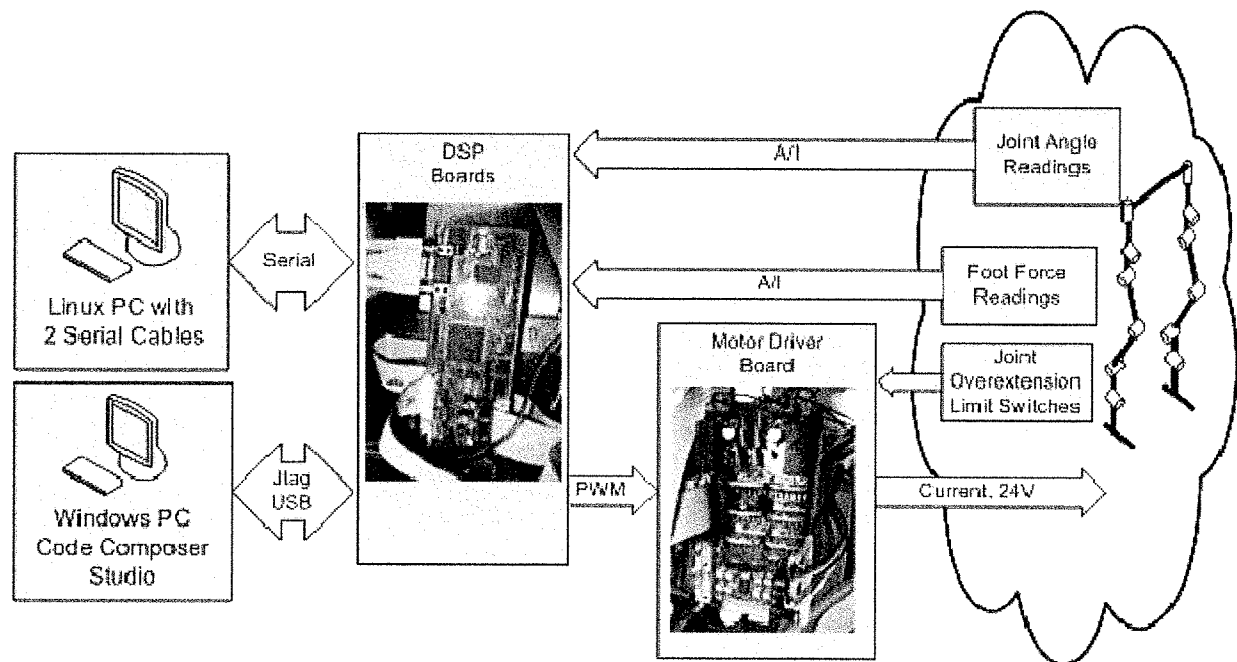 DSP
Boards
A/I
Joint Angle
Readings
Serial
Linux PC with
2 Serial Cables
A/I
Foot Force
Readings
Motor Driver
Board
Joint
Overextension
Limit Switches
Jtag
USB
PWM
Current, 24V
Windows PC
Code Composer
Studio